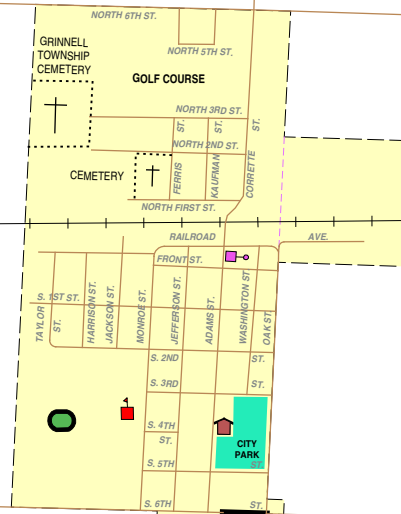 NORTH 6TH ST.
GRINNELL
TOWNSHIP
CEMETERY
NORTH 5TH ST.
GOLF COURSE
NORTH 3RD ST.
FERRIS ST.
KAUFMAN ST.
CORRETTE ST.
NORTH 2ND ST.
CEMETERY
NORTH FIRST ST.
RAILROAD AVE.
FRONT ST.
S. 1ST ST.
TAYLOR ST.
HARRISON ST.
JACKSON ST.
MONROE ST.
JEFFERSON ST.
ADAMS ST.
WASHINGTON ST
OAK ST.
S. 2ND ST.
S. 3RD ST.
S. 4TH
ST.
CITY
PARK
S. 5TH ST.
S. 6TH ST.